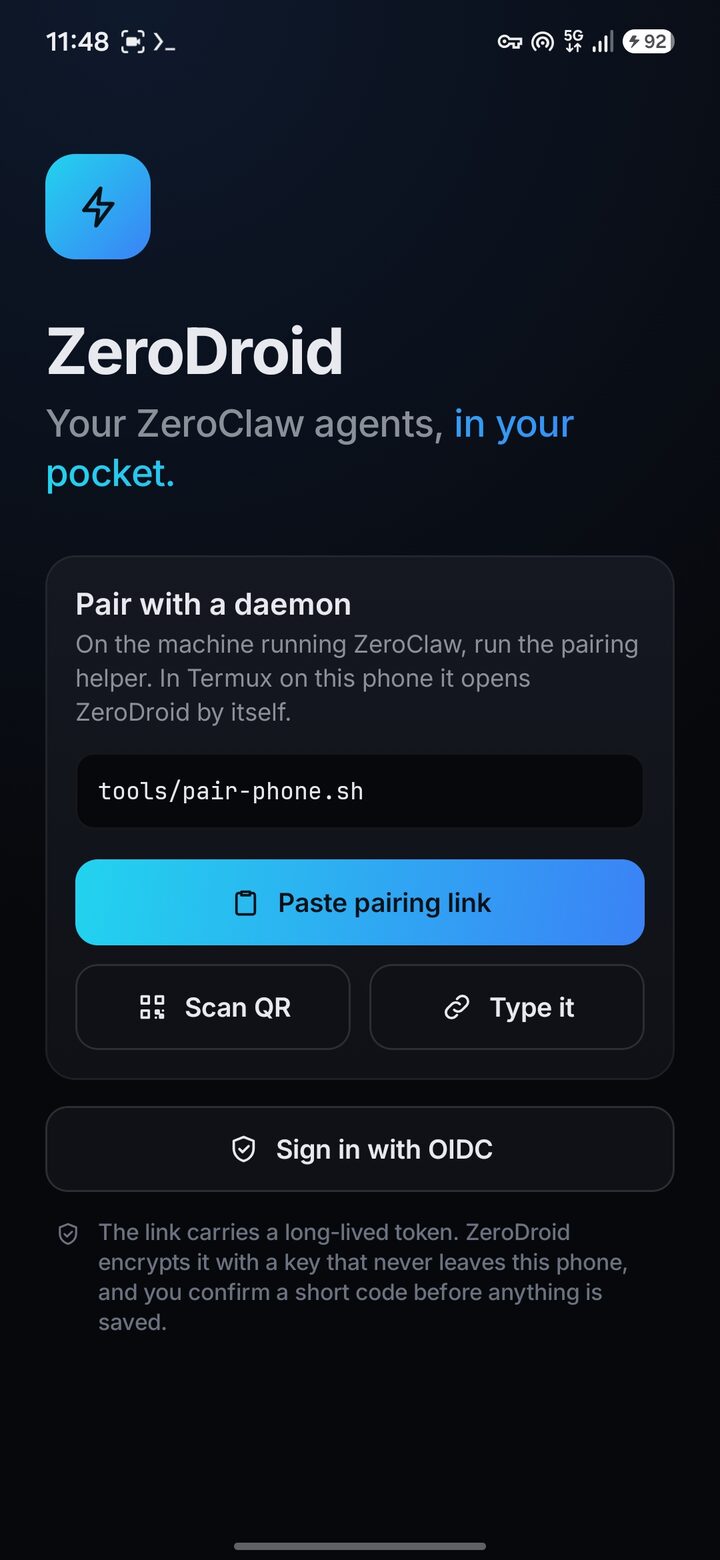 11:48
5G
92
ZeroDroid
Your ZeroClaw agents, in your
pocket.
Pair with a daemon
On the machine running ZeroClaw, run the pairing
helper. In Termux on this phone it opens
ZeroDroid by itself.
tools/pair-phone.sh
Paste pairing link
Scan QR
Type it
Sign in with OIDC
The link carries a long-lived token. ZeroDroid
encrypts it with a key that never leaves this phone,
and you confirm a short code before anything is
saved.